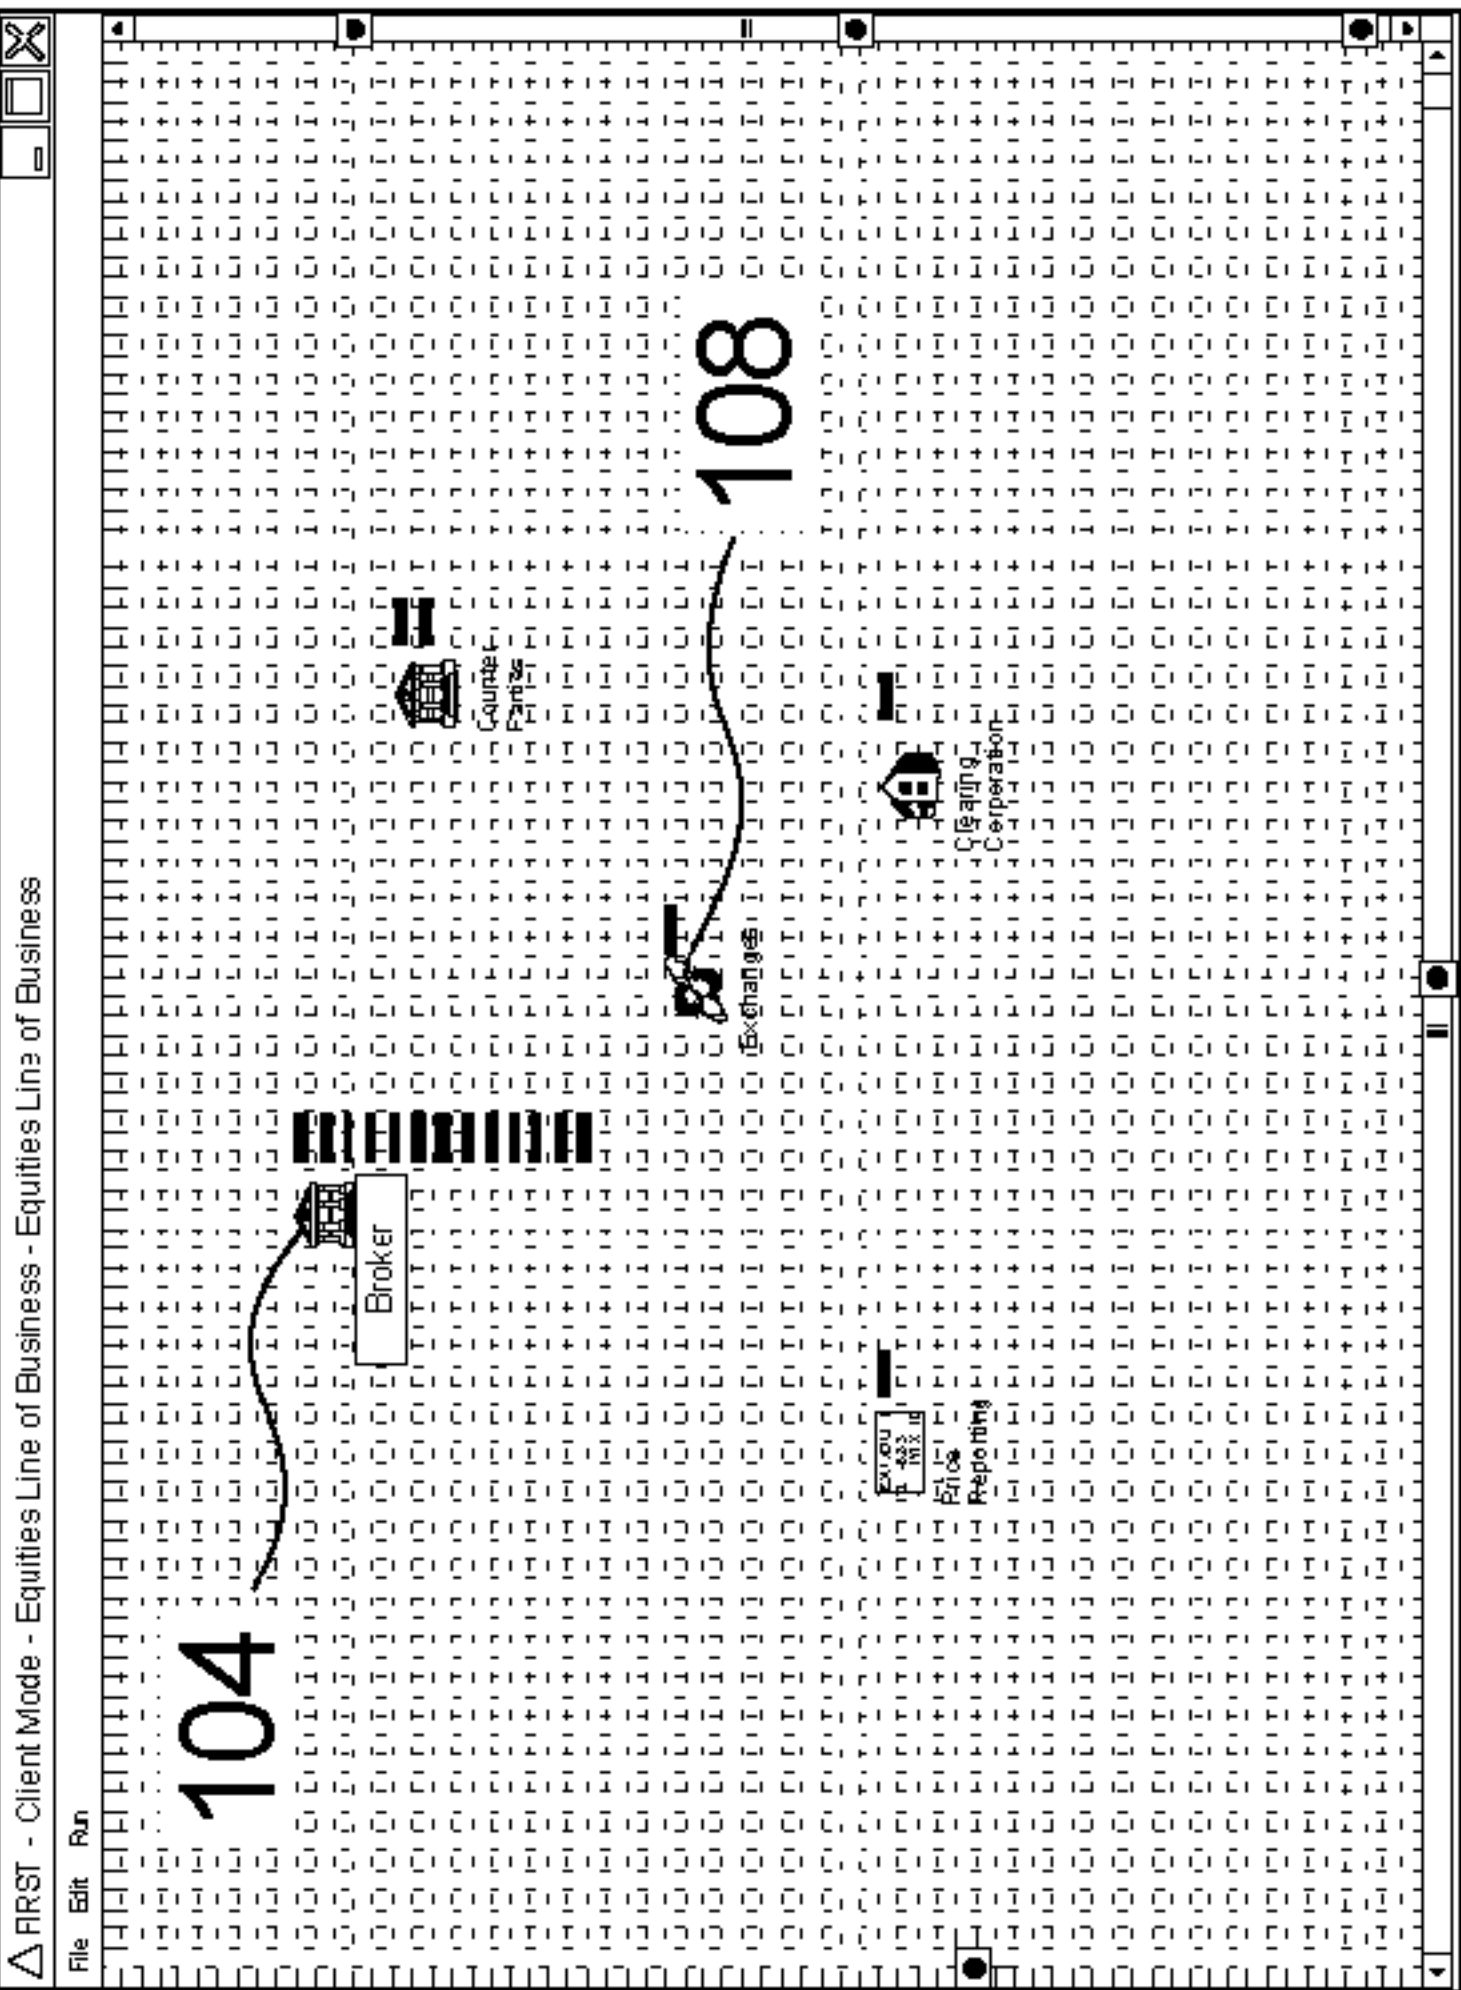 FIRST - Client Mode - Equities Line of Business - Equities Line of Business
File Edit Run
104
Broker
Counter
Parties
108
Exchanges
Price
Reporting
Clearing
Corporation